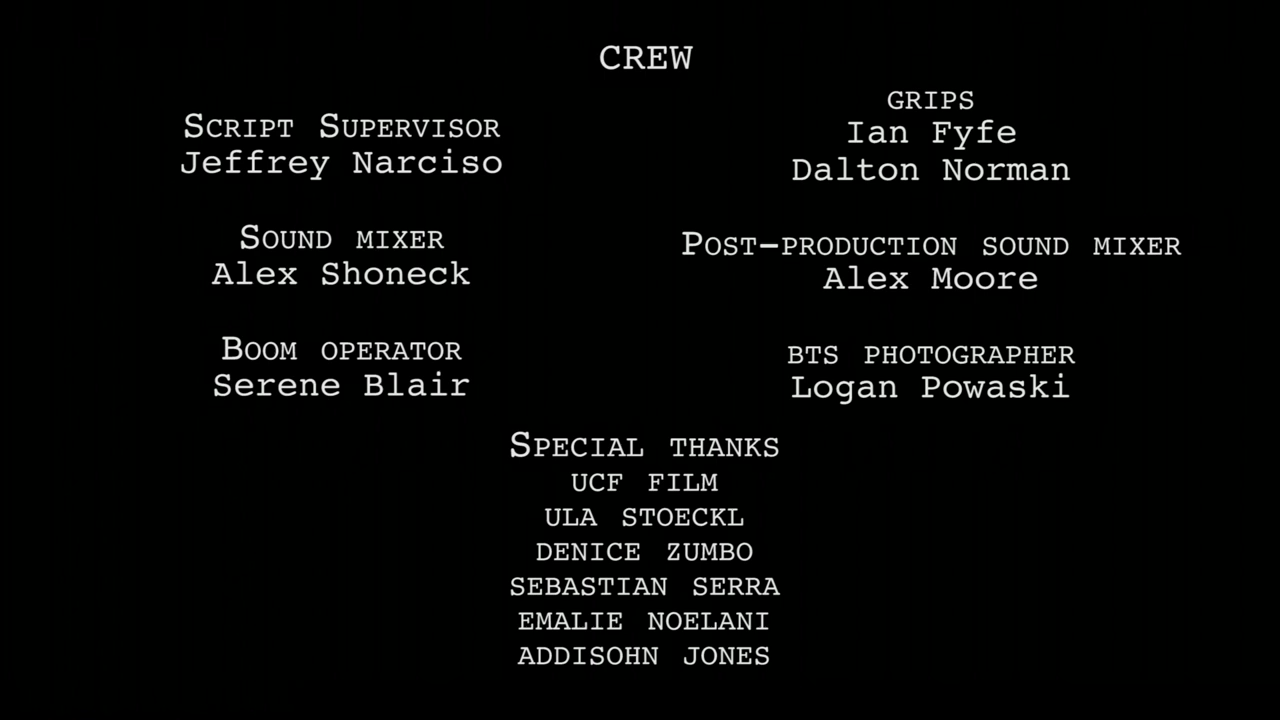 CREW
Script Supervisor
Jeffrey Narciso
Sound mixer
Alex Shoneck
Boom operator
Serene Blair
GRIPS
Ian Fyfe
Dalton Norman
Post-production sound mixer
Alex Moore
BTS PHOTOGRAPHER
Logan Powaski
Special thanks
UCF FILM
ULA STOECKL
DENICE ZUMBO
SEBASTIAN SERRA
EMALIE NOELANI
ADDISOHN JONES